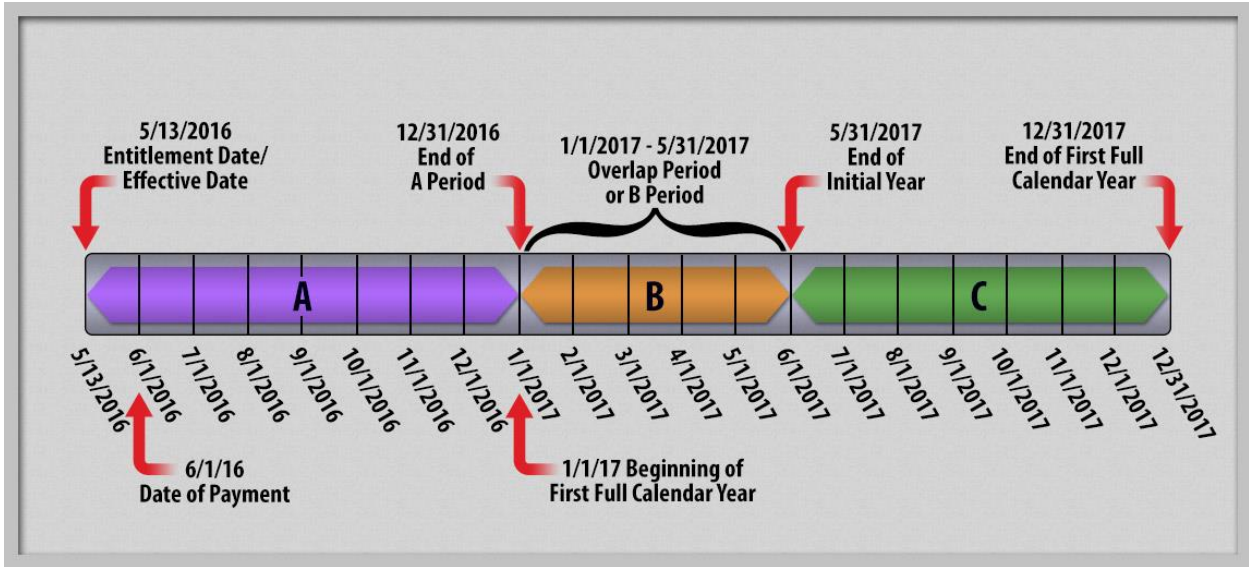 5/13/2016
Entitlement Date/
Effective Date
12/31/2016
End of
A Period
1/1/2017 - 5/31/2017
Overlap Period
or B Period
5/31/2017
End of
Initial Year
12/31/2017
End of First Full
Calendar Year
A
B
C
5/13/2016
6/1/2016
7/1/2016
8/1/2016
9/1/2016
10/1/2016
11/1/2016
12/1/2016
1/1/2017
2/1/2017
3/1/2017
4/1/2017
5/1/2017
6/1/2017
7/1/2017
8/1/2017
9/1/2017
10/1/2017
11/1/2017
12/1/2017
12/31/2017
6/1/16
Date of Payment
1/1/17 Beginning of
First Full Calendar Year